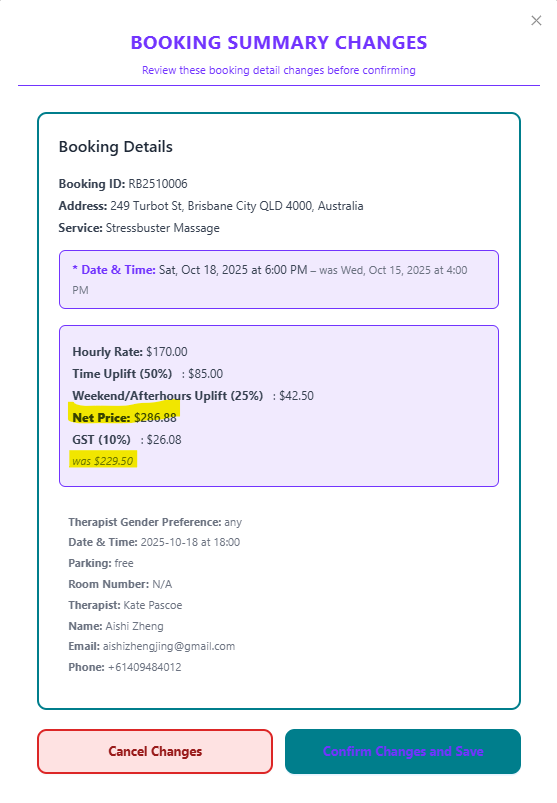 ×
BOOKING SUMMARY CHANGES
Review these booking detail changes before confirming
Booking Details
Booking ID: RB2510006
Address: 249 Turbot St, Brisbane City QLD 4000, Australia
Service: Stressbuster Massage
* Date & Time: Sat, Oct 18, 2025 at 6:00 PM – was Wed, Oct 15, 2025 at 4:00
PM
Hourly Rate: $170.00
Time Uplift (50%) : $85.00
Weekend/Afterhours Uplift (25%) : $42.50
Net Price: $286.88
GST (10%) : $26.08
was $229.50
Therapist Gender Preference: any
Date & Time: 2025-10-18 at 18:00
Parking: free
Room Number: N/A
Therapist: Kate Pascoe
Name: Aishi Zheng
Email: aishizhengjing@gmail.com
Phone: +61409484012
Cancel Changes
Confirm Changes and Save